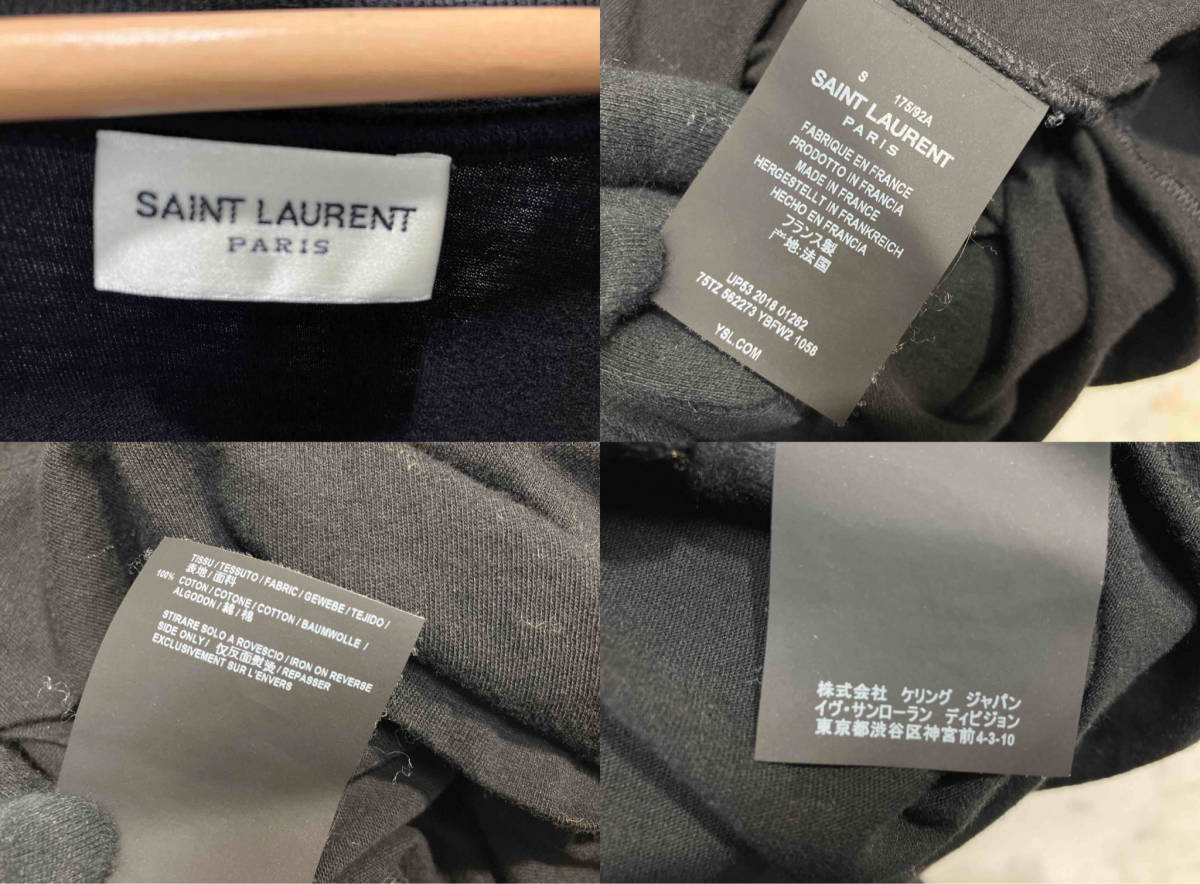 SAINT LAURENT
PARIS
S
175/92A
SAINT LAURENT
PARIS
FABRIQUE EN FRANCE
PRODOTTO IN FRANCIA
MADE IN FRANCE
HERGESTELLT IN FRANKREICH
HECHO EN FRANCIA
フランス製
产地:法国
UP53 2018 01282
75TZ 562273 YBFW2 1058
YSL.COM
TISSU / TESSUTO / FABRIC / GEWEBE / TEJIDO /
表地 / 面料
100% COTON / COTONE / COTTON / BAUMWOLLE /
ALGODON / 綿 / 棉
STIRARE SOLO A ROVESCIO / IRON ON REVERSE
SIDE ONLY / 仅反面熨烫 / REPASSER
EXCLUSIVEMENT SUR L'ENVERS
株式会社 ケリング ジャパン
イヴ・サンローラン ディビジョン
東京都渋谷区神宮前4-3-10